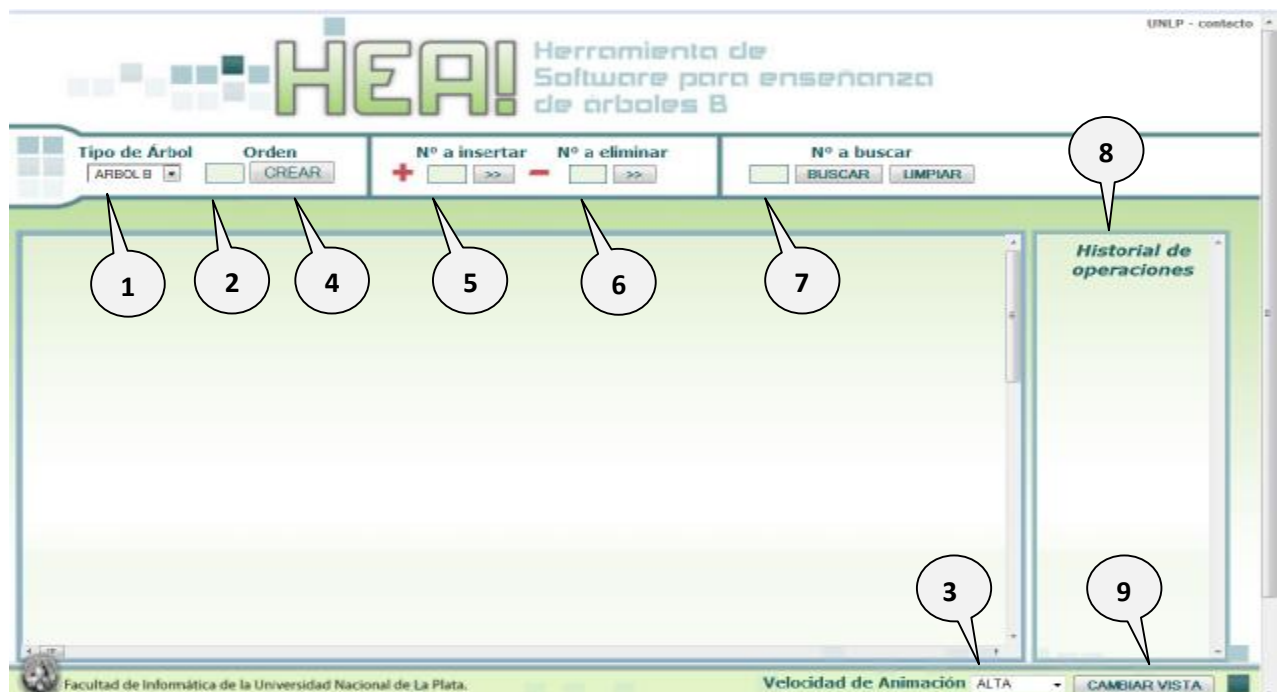 UNLP - contacto
HEA!
Herramienta de
Software para enseñanza
de árboles B
Tipo de Árbol Orden Nº a insertar Nº a eliminar Nº a buscar
ARBOL B CREAR + >> - >> BUSCAR LIMPIAR
8
1 2 4 5 6 7
Historial de
operaciones
3 9
Facultad de Informática de la Universidad Nacional de La Plata. Velocidad de Animación ALTA CAMBIAR VISTA